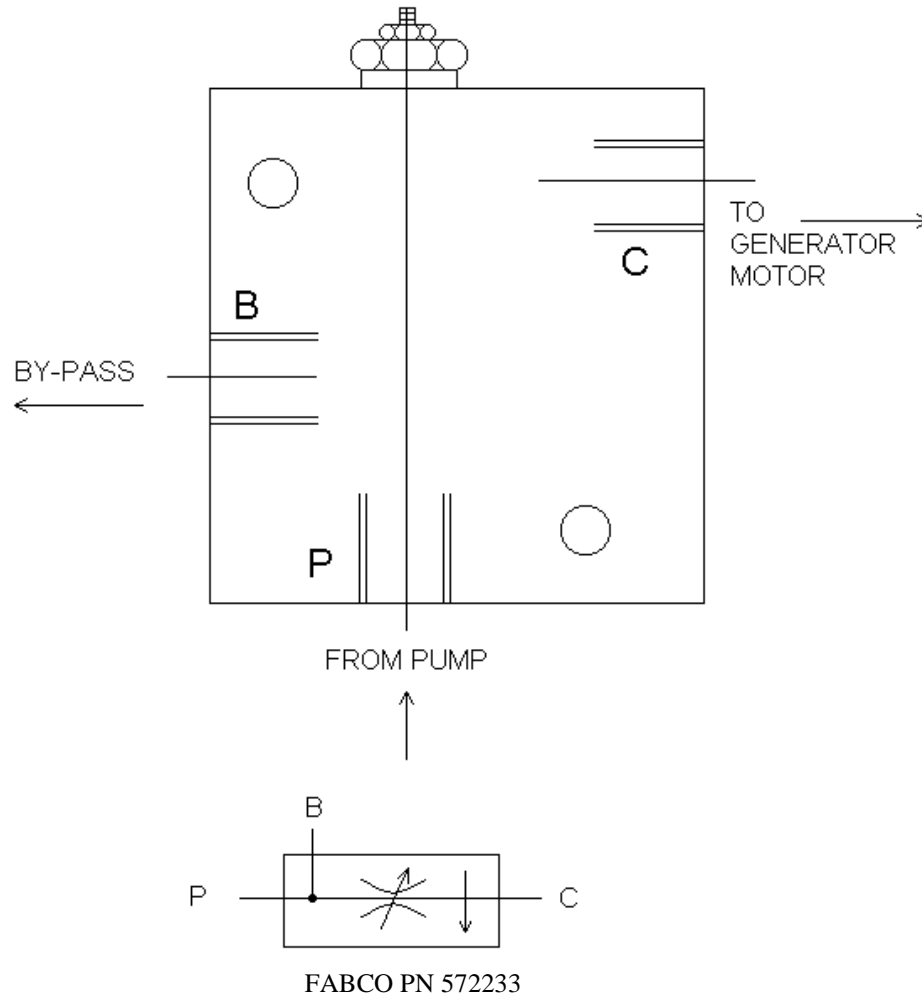 TO
GENERATOR
MOTOR
C
B
BY-PASS
P
FROM PUMP
B
P C
FABCO PN 572233